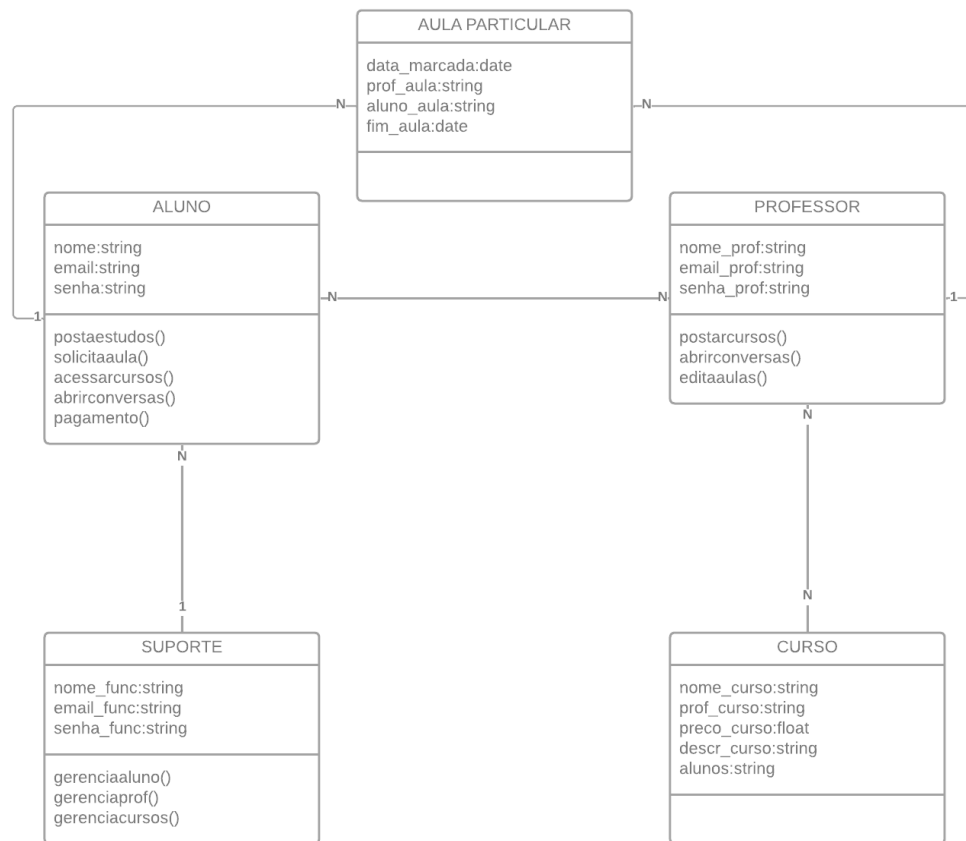 AULA PARTICULAR
data_marcada:date
prof_aula:string
aluno_aula:string
fim_aula:date
N
N
ALUNO
nome:string
email:string
senha:string
postaestudos()
solicitaaula()
acessarcursos()
abrirconversas()
pagamento()
1
N
N
PROFESSOR
nome_prof:string
email_prof:string
senha_prof:string
postarcursos()
abrirconversas()
editaaulas()
1
N
N
1
N
SUPORTE
nome_func:string
email_func:string
senha_func:string
gerenciaaluno()
gerenciaprof()
gerenciacursos()
CURSO
nome_curso:string
prof_curso:string
preco_curso:float
descr_curso:string
alunos:string